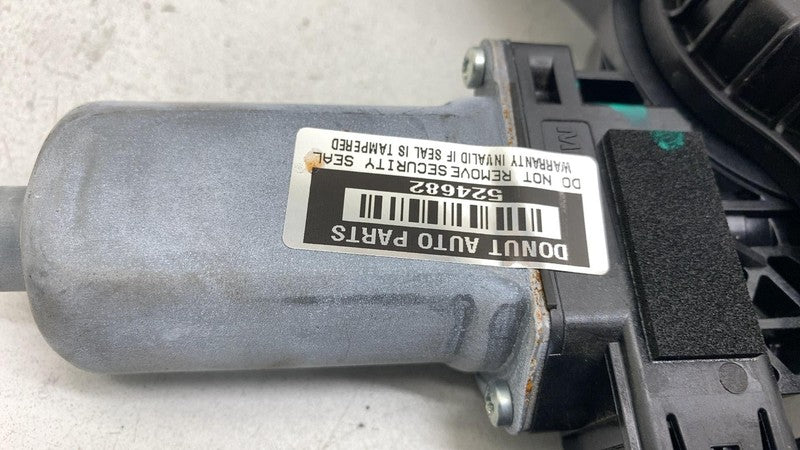 DONUT AUTO PARTS
524682
DO NOT REMOVE SECURITY SEAL
WARRANTY INVALID IF SEAL IS TAMPERED